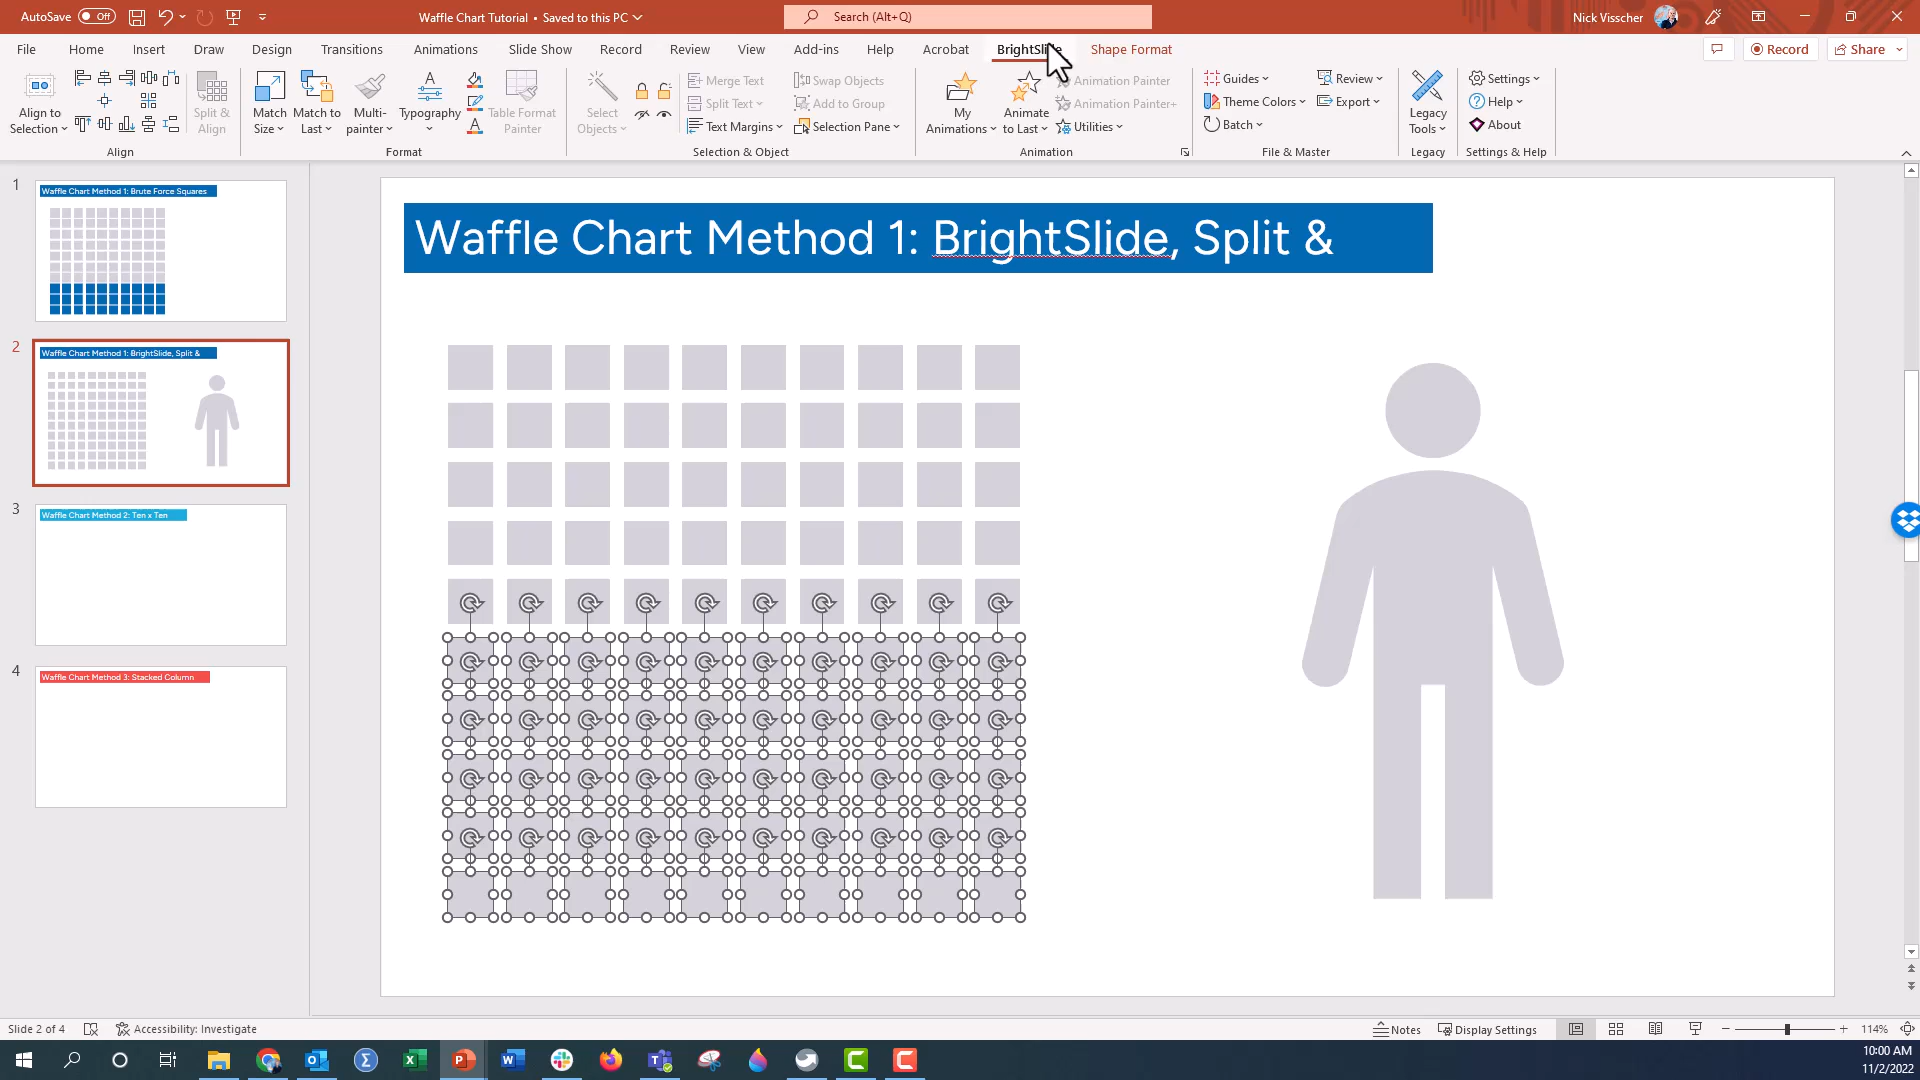 AutoSave Off
Waffle Chart Tutorial • Saved to this PC
Search (Alt+Q)
Nick Visscher
File Home Insert Draw Design Transitions Animations Slide Show Record Review View Add-ins Help Acrobat BrightSlide Shape Format
Record Share
Align to Selection
Split & Align
Align
Match Size
Match to Last
Multi-painter
Typography
Table Format Painter
Format
Select Objects
Merge Text
Split Text
Text Margins
Swap Objects
Add to Group
Selection Pane
Selection & Object
My Animations
Animate to Last
Animation Painter
Animation Painter+
Utilities
Animation
Guides
Theme Colors
Batch
Review
Export
File & Master
Legacy Tools
Legacy
Settings
Help
About
Settings & Help
1
Waffle Chart Method 1: Brute Force Squares
2
Waffle Chart Method 1: BrightSlide, Split &
3
Waffle Chart Method 2: Ten x Ten
4
Waffle Chart Method 3: Stacked Column
Waffle Chart Method 1: BrightSlide, Split &
Slide 2 of 4
Accessibility: Investigate
Notes
Display Settings
114%
10:00 AM
11/2/2022